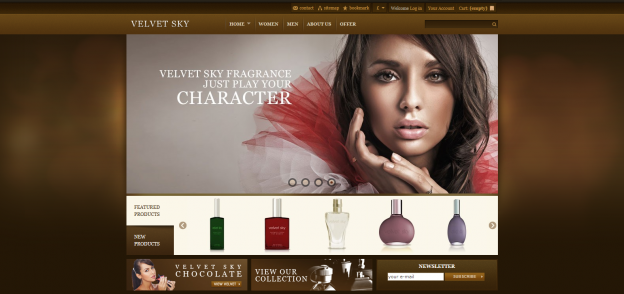 contact sitemap bookmark Welcome Log in Your Account Cart: (empty)
VELVET SKY
HOME WOMEN MEN ABOUT US OFFER
VELVET SKY FRAGRANCE
JUST PLAY YOUR
CHARACTER
FEATURED
PRODUCTS
NEW
PRODUCTS
VELVET SKY
CHOCOLATE
VIEW VELVET
VIEW OUR
COLLECTION
NEWSLETTER
your e-mail